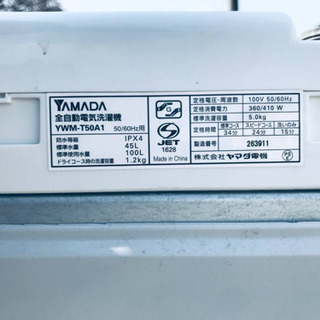 YAMADA
全自動電気洗濯機
YWM-T50A1 50/60Hz用
防水等級 IPX4
標準水量 45L
標準使用水量 100L
ドライコース時の洗濯容量 1.2kg
S
JET
1628
Made in China
定格電圧・周波数 100V 50/60Hz
定格消費電力 360/410 W
標準洗濯容量 5.0kg
標準コース スピードコース 洗いのみ
定格時間 34分 24分 15分
製造番号 263911
株式会社 ヤマダ電機